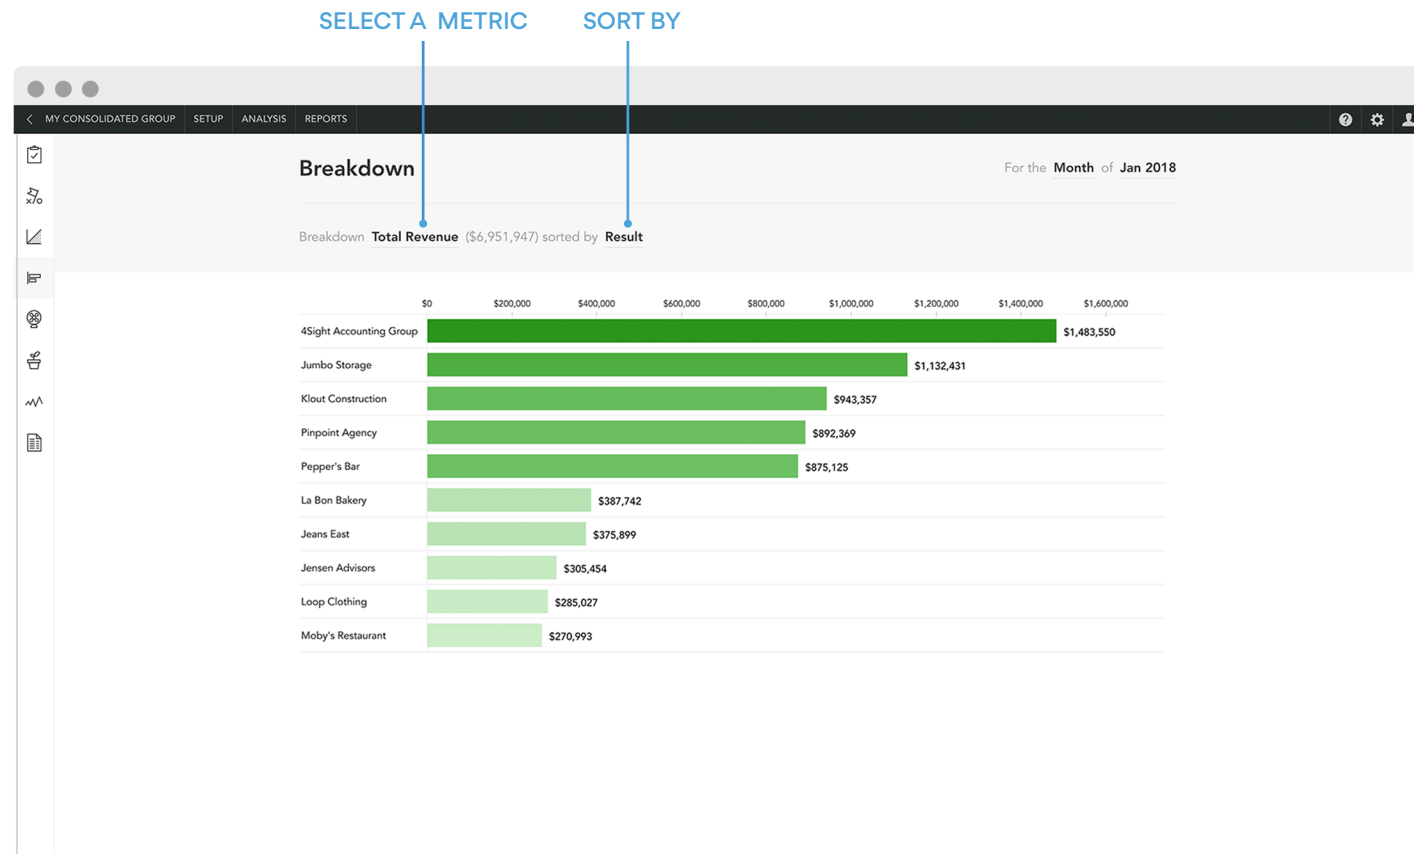 SELECT A METRIC SORT BY
MY CONSOLIDATED GROUP SETUP ANALYSIS REPORTS
Breakdown For the Month of Jan 2018
Breakdown Total Revenue ($6,951,947) sorted by Result
$0 $200,000 $400,000 $600,000 $800,000 $1,000,000 $1,200,000 $1,400,000 $1,600,000
4Sight Accounting Group $1,483,550
Jumbo Storage $1,132,431
Klout Construction $943,357
Pinpoint Agency $892,369
Pepper's Bar $875,125
La Bon Bakery $387,742
Jeans East $375,899
Jensen Advisors $305,454
Loop Clothing $285,027
Moby's Restaurant $270,993